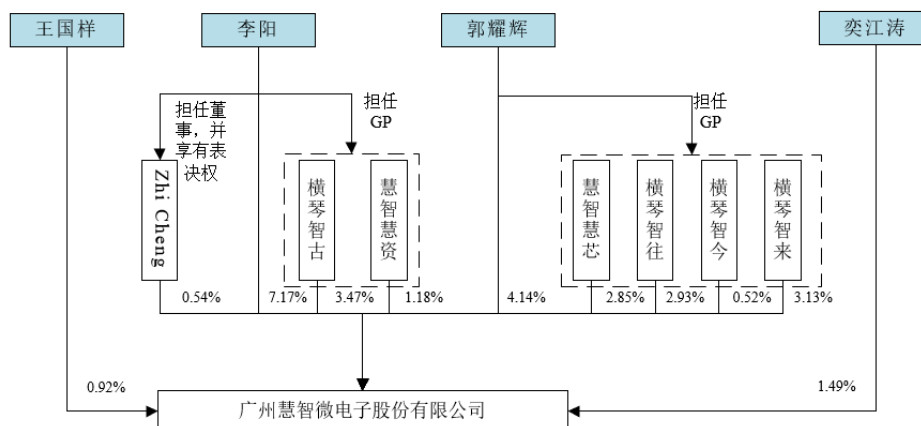 王国样
李阳
郭耀辉
奕江涛
担任董
事，并
享有表
决权
担任
GP
担任
GP
Zhi Cheng
横琴智古
慧智慧资
慧智慧芯
横琴智往
横琴智今
横琴智来
0.54%
7.17%
3.47%
1.18%
4.14%
2.85%
2.93%
0.52%
3.13%
0.92%
1.49%
广州慧智微电子股份有限公司